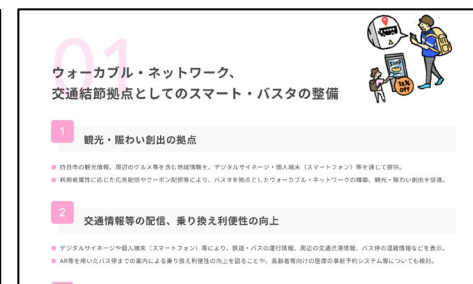 01
ウォーカブル・ネットワーク、
交通結節拠点としてのスマート・バスタの整備
1
観光・賑わい創出の拠点
四日市の観光情報、周辺のグルメ等を含む地域情報を、デジタルサイネージ・個人端末（スマートフォン）等を通じて提供。
利用者属性に応じた広告配信やクーポン配信等により、バスタを拠点としたウォーカブル・ネットワークの構築、観光・賑わい創出を促進。
2
交通情報等の配信、乗り換え利便性の向上
デジタルサイネージや個人端末（スマートフォン）等により、鉄道・バスの運行情報、周辺の交通渋滞情報、バス停の混雑情報などを表示。
AR等を用いたバス停までの案内による乗り換え利便性の向上を図ることや、高齢者等向けの座席の事前予約システム等についても検討。